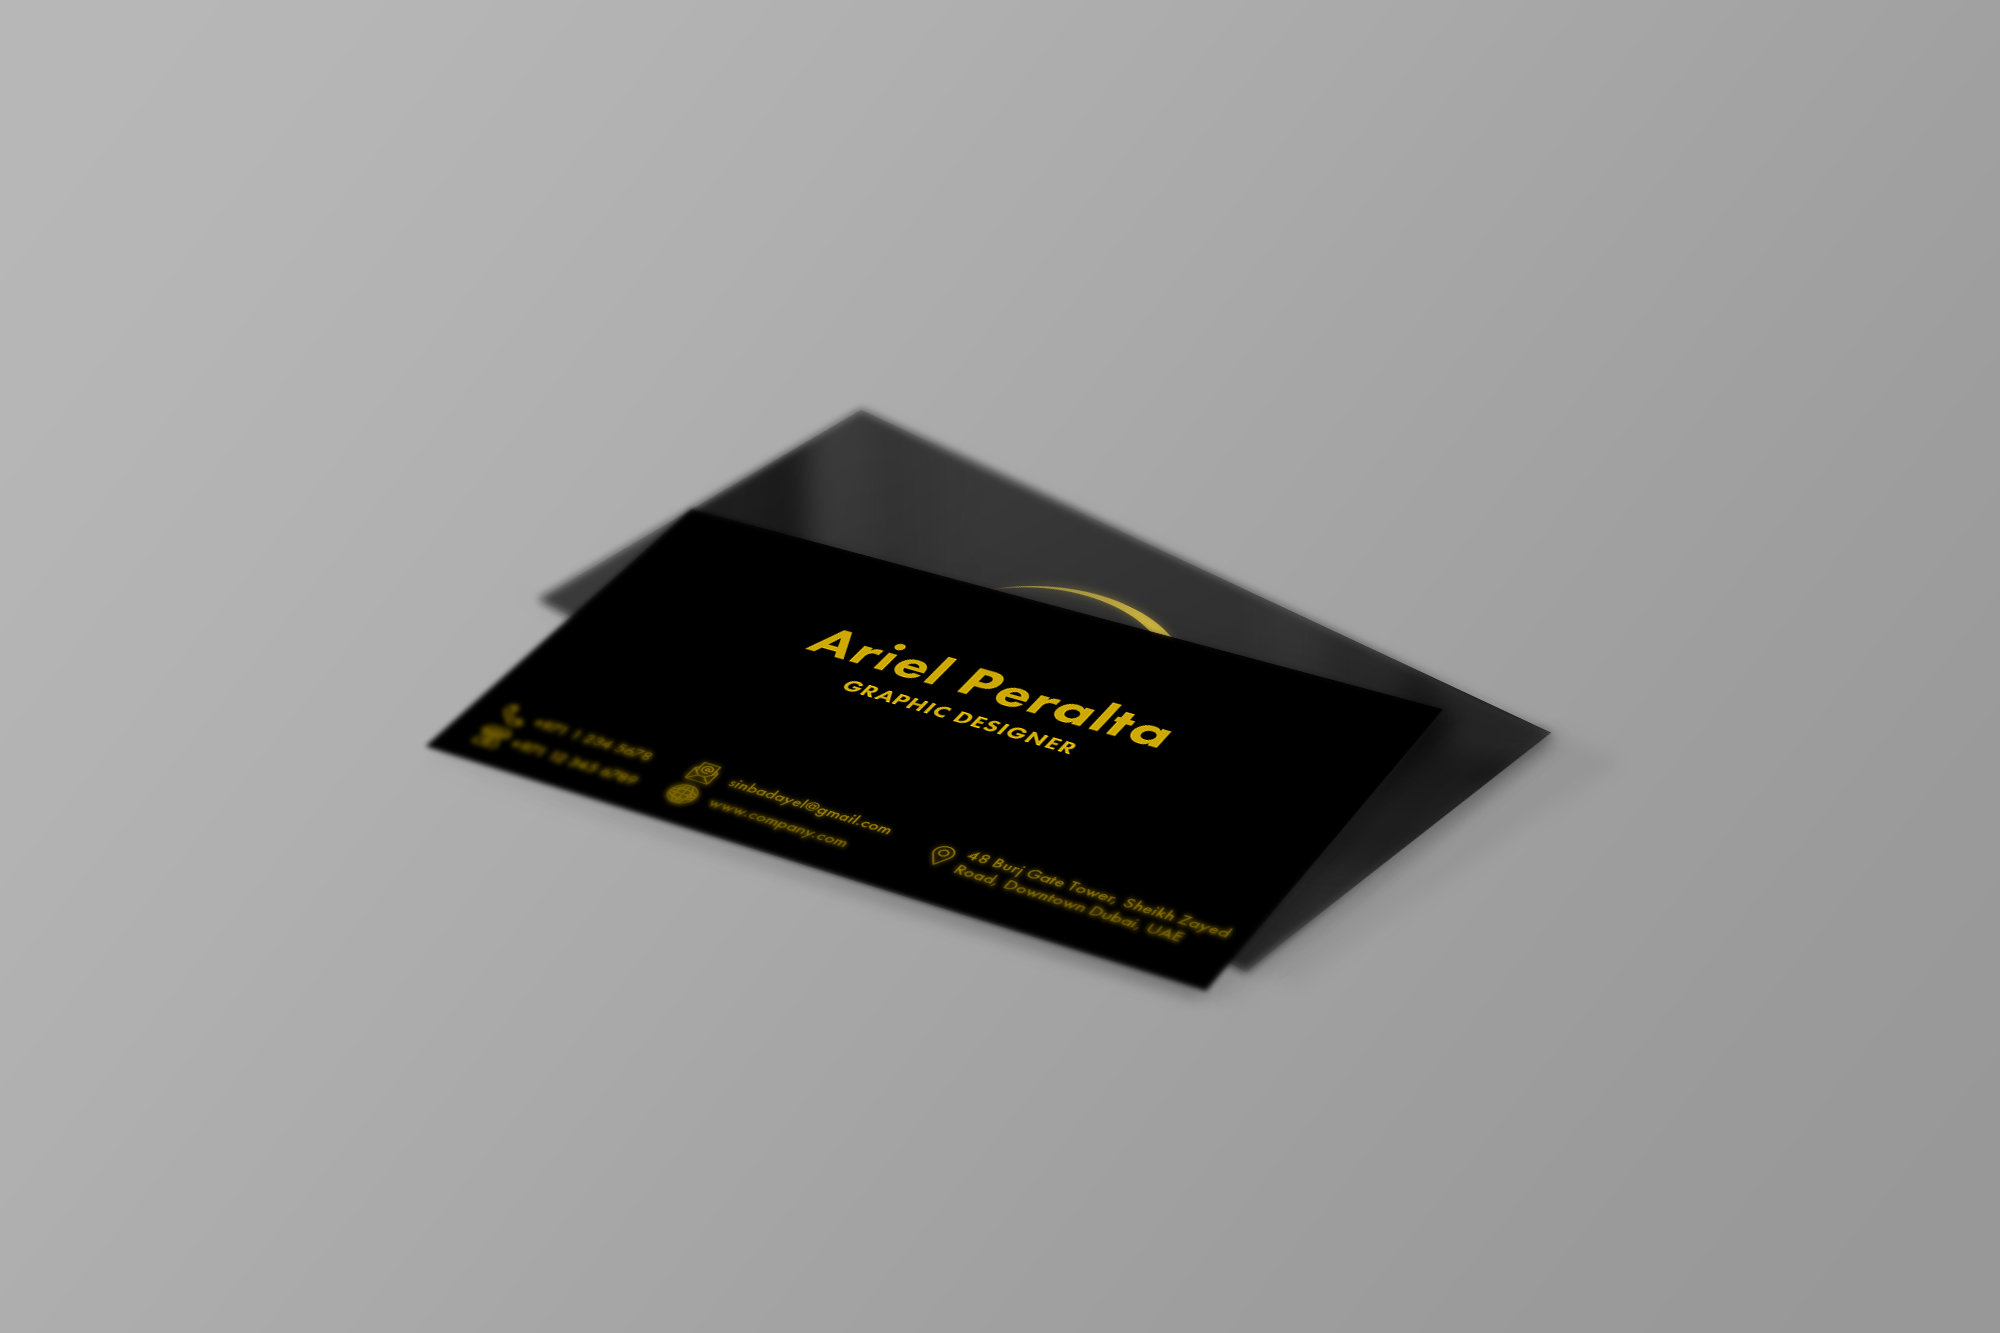 Ariel Peralta
GRAPHIC DESIGNER
+971 1 234 5678
+971 12 345 6789
sinbadayel@gmail.com
www.company.com
48 Burj Gate Tower, Sheikh Zayed
Road, Downtown Dubai, UAE